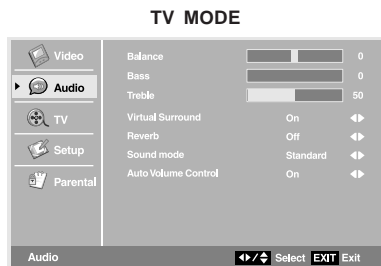 TV MODE
Video
Audio
TV
Setup
Parental
Balance 0
Bass 0
Treble 50
Virtual Surround On
Reverb Off
Sound mode Standard
Auto Volume Control On
Audio
/ Select EXIT Exit